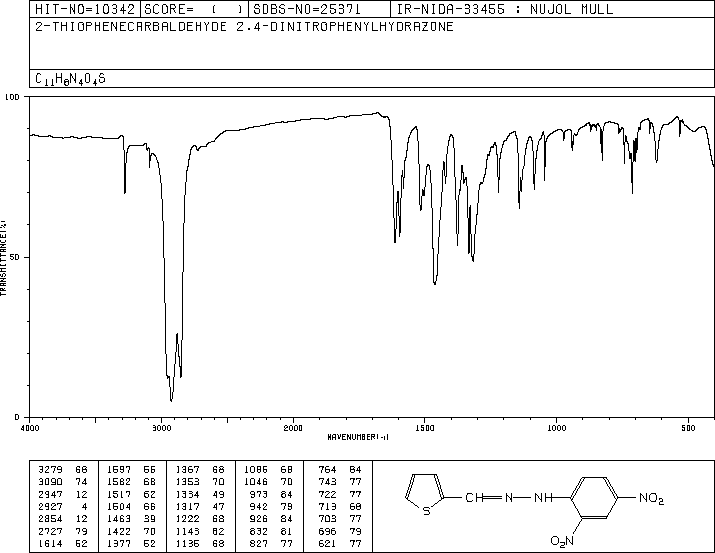 HIT-NO=10342 SCORE= ( ) SDBS-NO=25371 IR-NIDA-33455 : NUJOL MULL
2-THIOPHENECARBALDEHYDE 2.4-DINITROPHENYLHYDRAZONE
C11H8N4O4S
100
50
0
TRANSMITTANCE(%)
4000 3000 2000 1500 1000 500
WAVENUMBER(-1)
3279 68 1597 55 1367 68 1086 68 764 84
3090 74 1582 68 1353 70 1046 70 743 77
2947 12 1517 62 1334 49 973 84 722 77
2927 4 1504 66 1317 47 942 79 713 68
2854 12 1463 39 1222 68 926 84 703 77
2727 79 1422 70 1143 62 832 81 696 79
1614 52 1377 52 1136 68 827 77 621 77
S CH N NH NO2
O2N